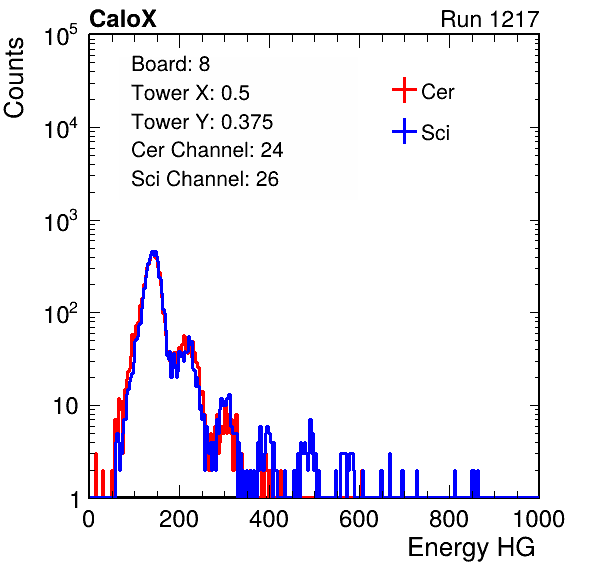 CaloX Run 1217
Counts
10^5
10^4
10^3
10^2
10
1
Board: 8
Tower X: 0.5
Tower Y: 0.375
Cer Channel: 24
Sci Channel: 26
Cer
Sci
0 200 400 600 800 1000
Energy HG